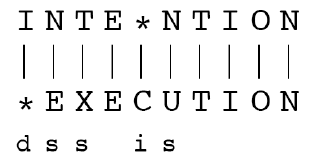 I N T E * N T I O N
| | | | | | | | | |
* E X E C U T I O N
d s s i s